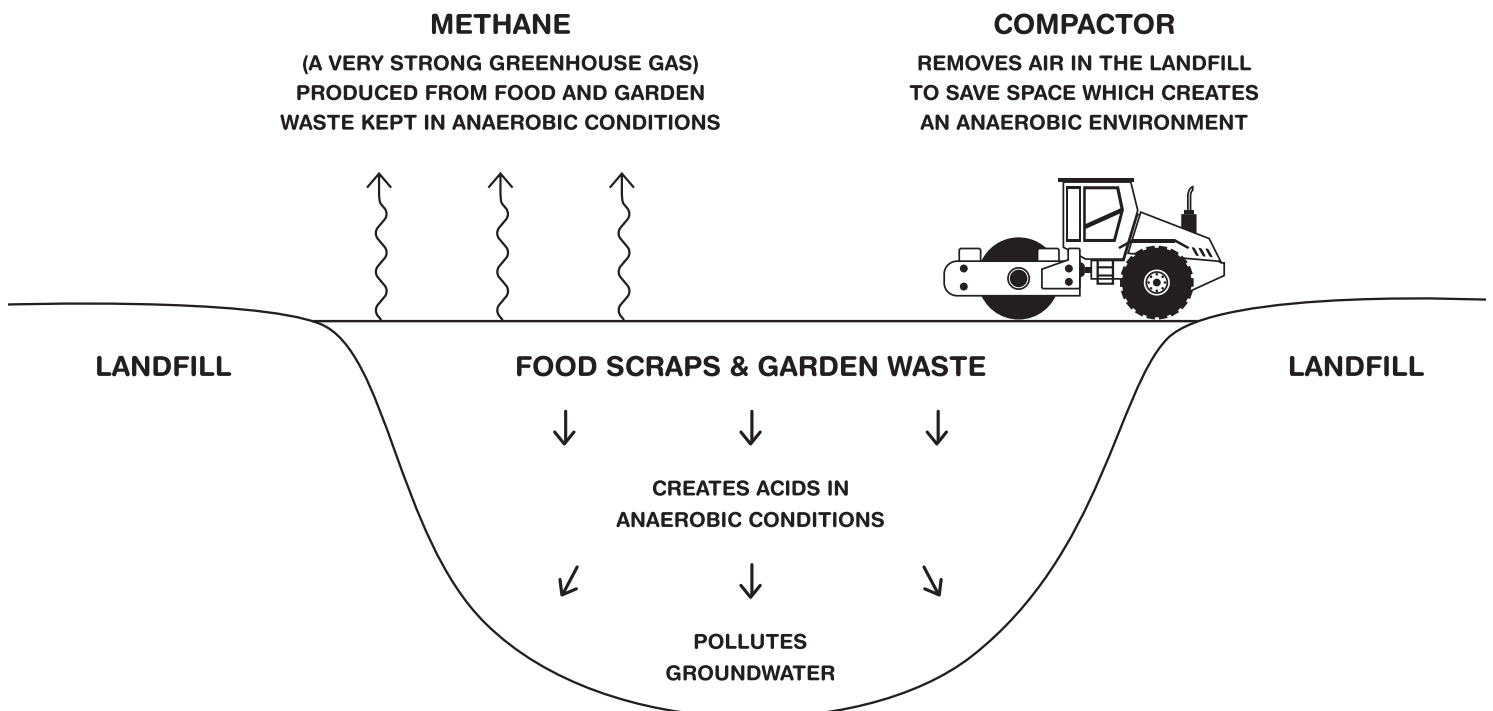 METHANE
(A VERY STRONG GREENHOUSE GAS)
PRODUCED FROM FOOD AND GARDEN
WASTE KEPT IN ANAEROBIC CONDITIONS
COMPACTOR
REMOVES AIR IN THE LANDFILL
TO SAVE SPACE WHICH CREATES
AN ANAEROBIC ENVIRONMENT
LANDFILL
FOOD SCRAPS & GARDEN WASTE
LANDFILL
CREATES ACIDS IN
ANAEROBIC CONDITIONS
POLLUTES
GROUNDWATER